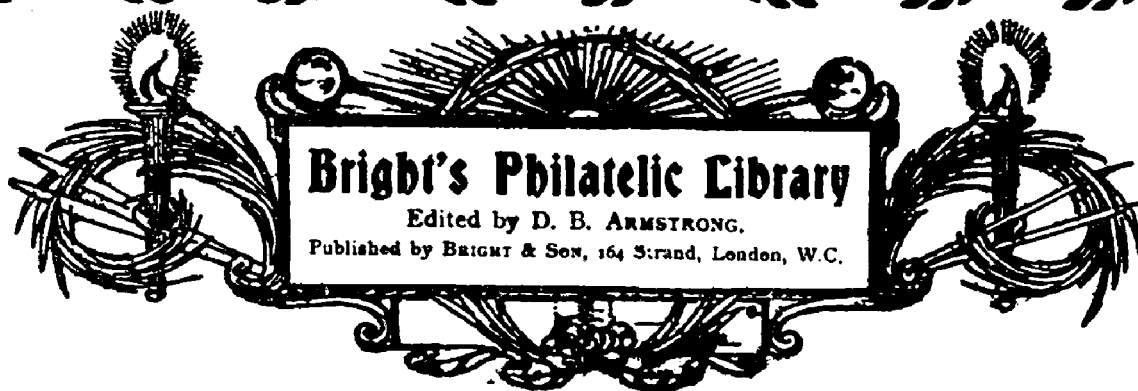 Bright's Philatelic Library
Edited by D. B. ARMSTRONG.
Published by BRIGHT & SON, 164 Strand, London, W.C.